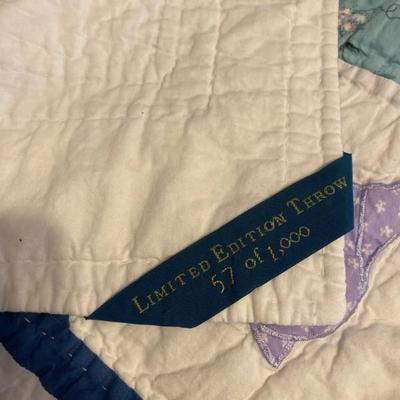 LIMITED EDITION THROW
57 of 1,000